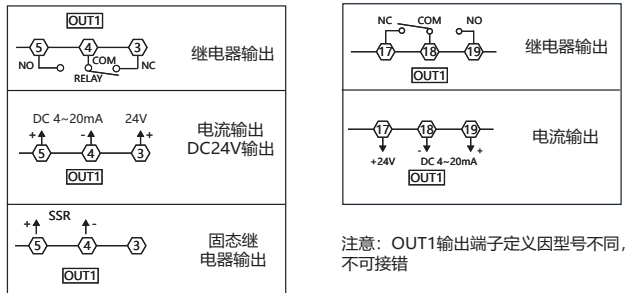 OUT1
5 4 3
NO COM NC
RELAY
继电器输出
DC 4~20mA 24V
+ - +
5 4 3
OUT1
电流输出
DC24V输出
SSR
+ -
5 4 3
OUT1
固态继
电器输出
NC COM NO
17 18 19
OUT1
继电器输出
17 18 19
- +
+24V DC 4~20mA
OUT1
电流输出
注意：OUT1输出端子定义因型号不同，
不可接错